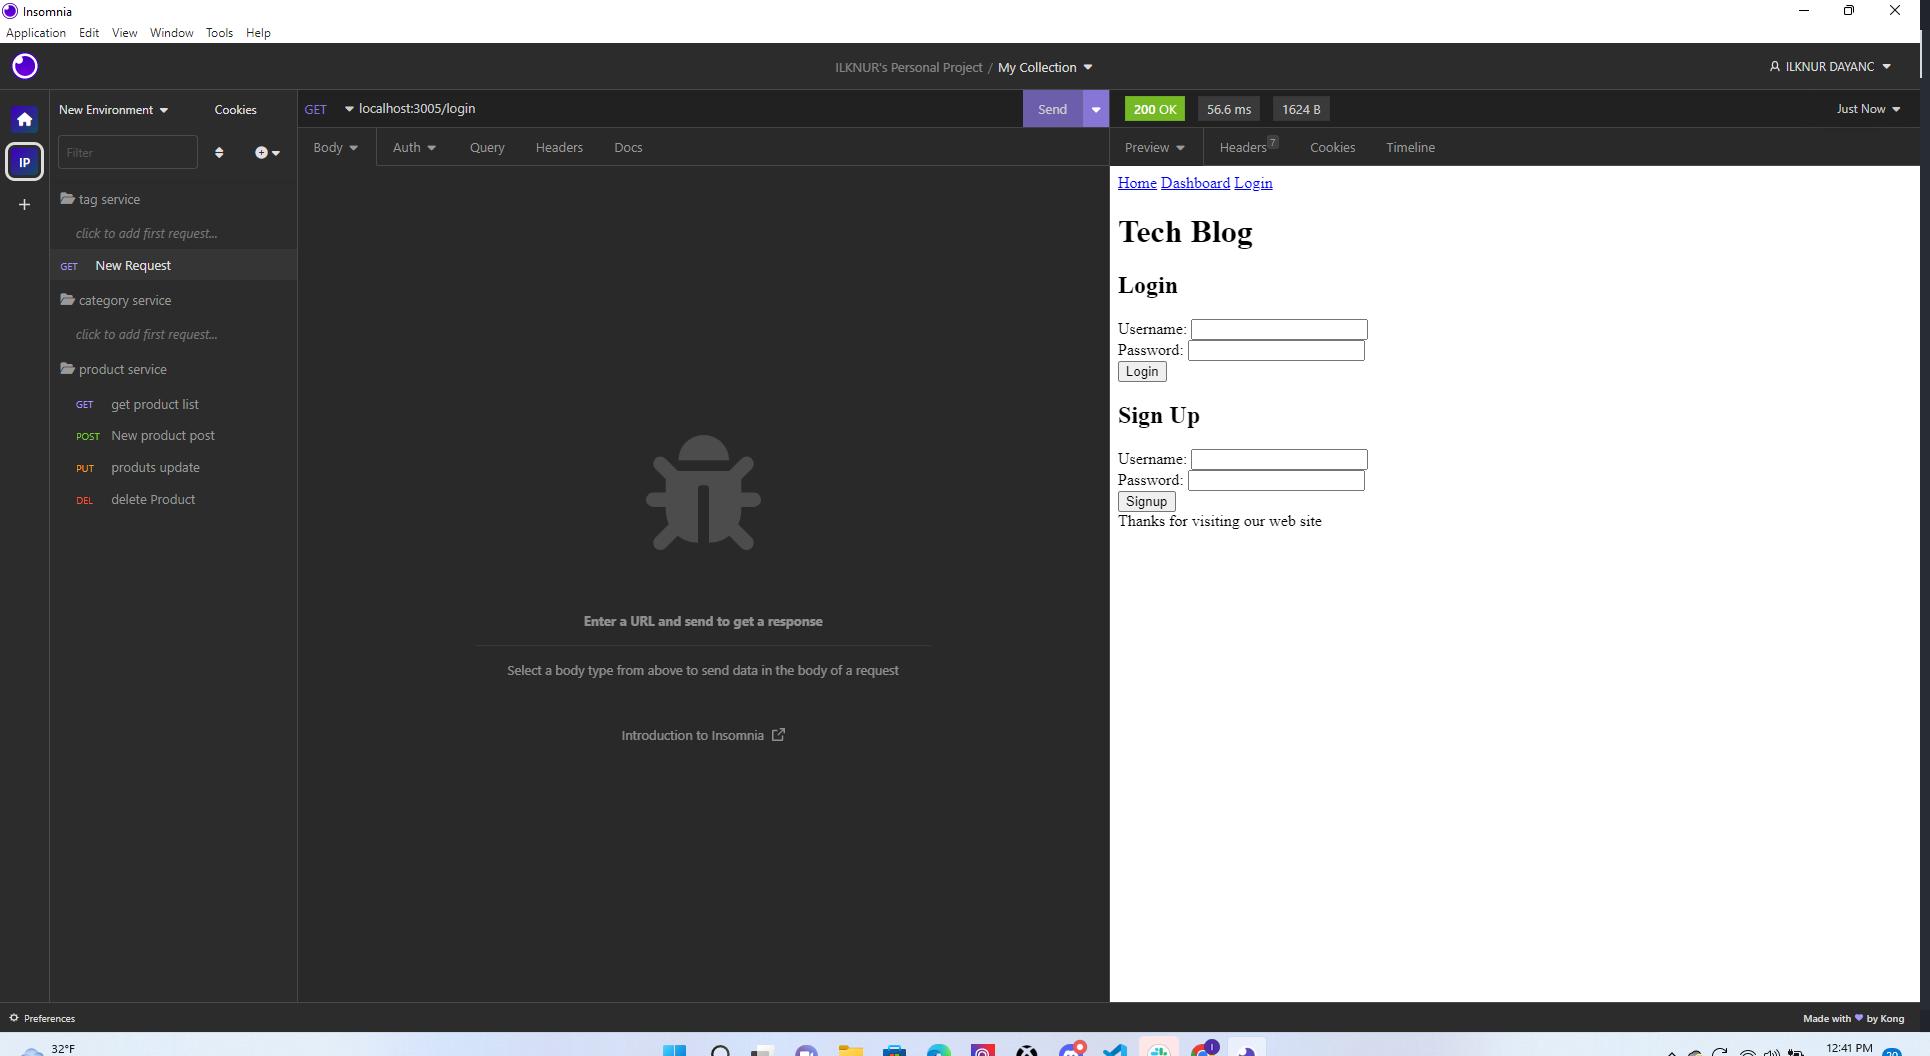 Insomnia
Application Edit View Window Tools Help
ILKNUR's Personal Project / My Collection
ILKNUR DAYANC
New Environment Cookies
GET localhost:3005/login Send
200 OK 56.6 ms 1624 B Just Now
Filter
IP
Body Auth Query Headers Docs
Preview Headers 7 Cookies Timeline
tag service
click to add first request...
GET New Request
category service
click to add first request...
product service
GET get product list
POST New product post
PUT produts update
DEL delete Product
Enter a URL and send to get a response
Select a body type from above to send data in the body of a request
Introduction to Insomnia
Home Dashboard Login
Tech Blog
Login
Username:
Password:
Login
Sign Up
Username:
Password:
Signup
Thanks for visiting our web site
Preferences
Made with by Kong
32°F
12:41 PM